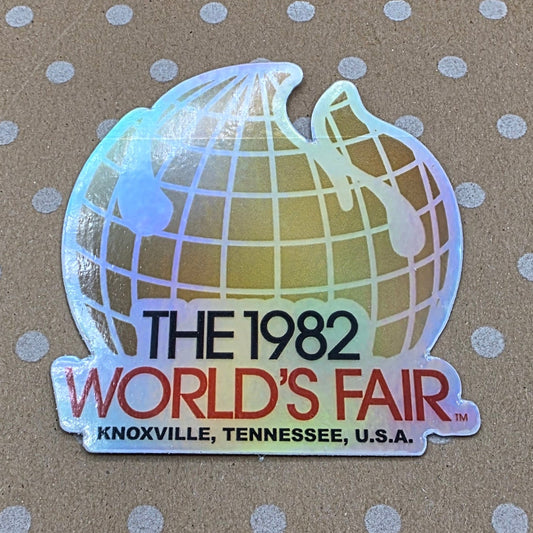 THE 1982
WORLD'S FAIR™
KNOXVILLE, TENNESSEE, U.S.A.